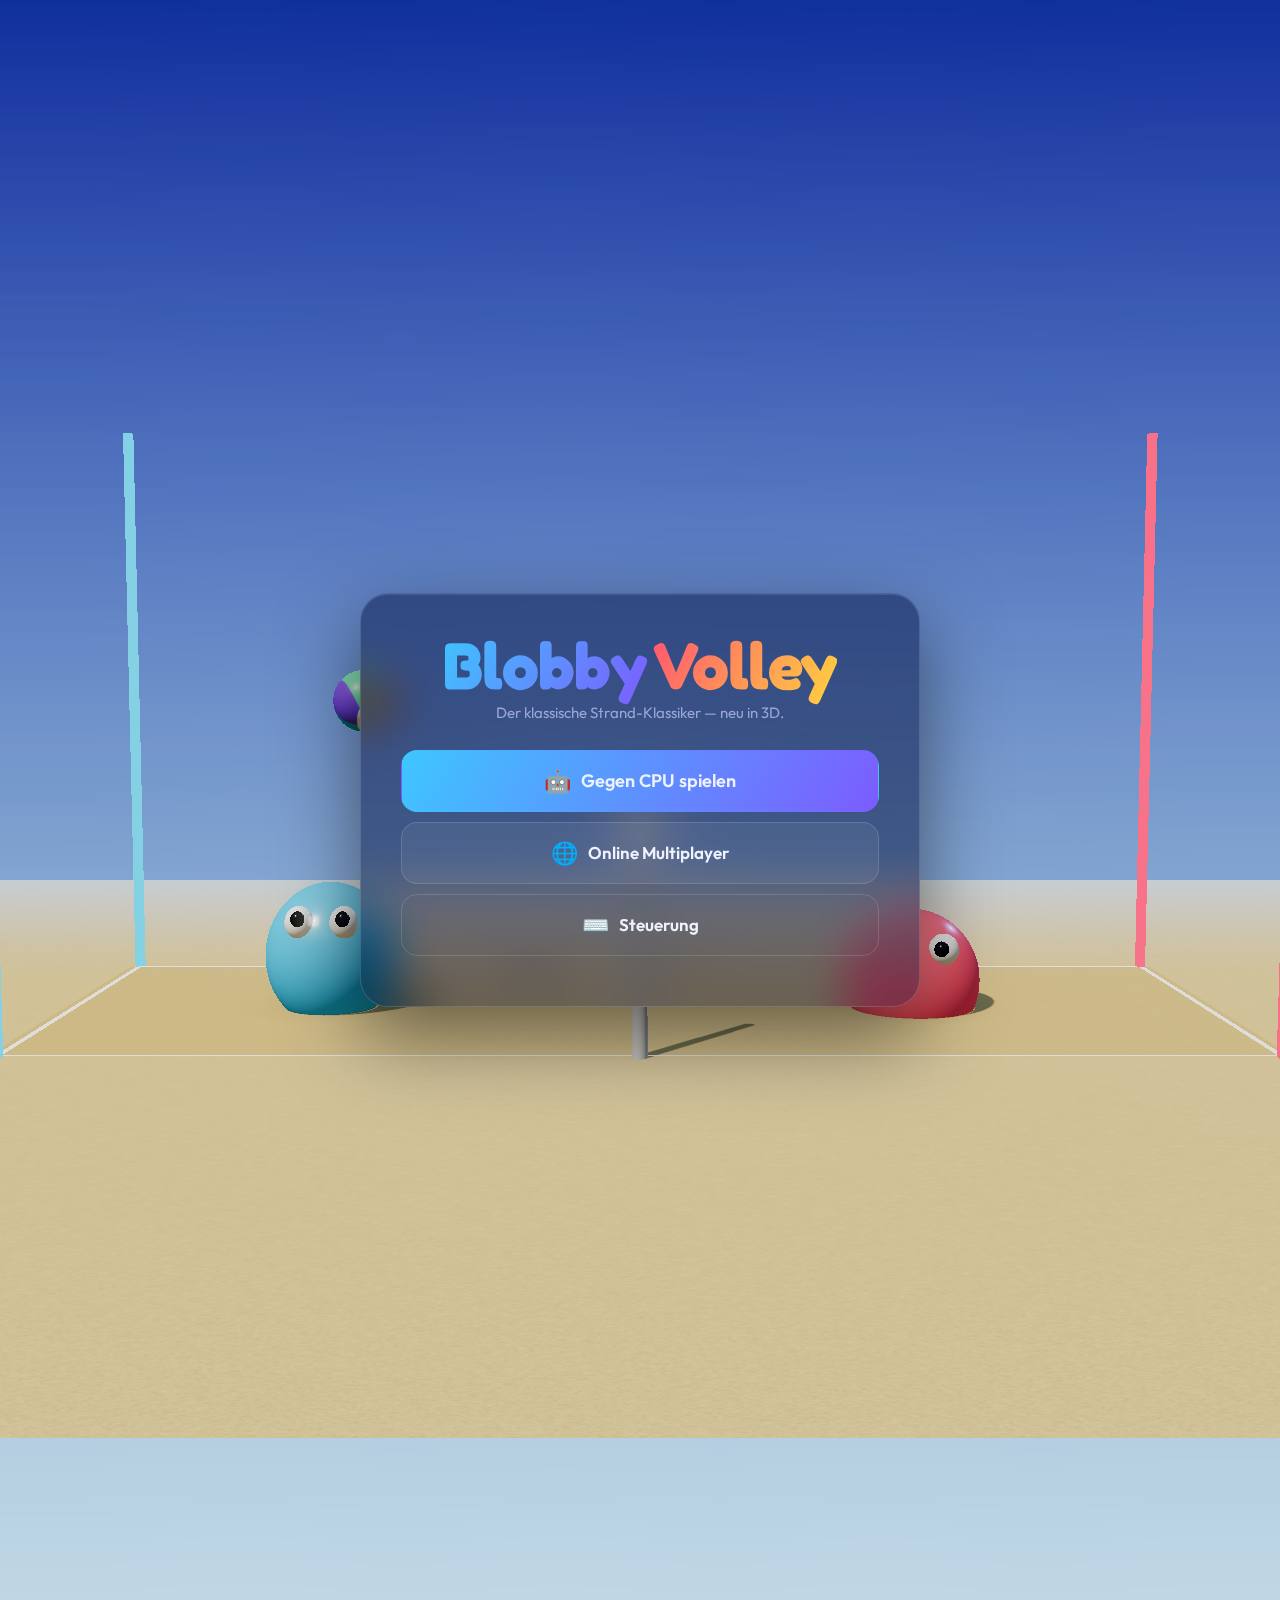 Blobby Volley
Der klassische Strand-Klassiker — neu in 3D.
Gegen CPU spielen
Online Multiplayer
Steuerung